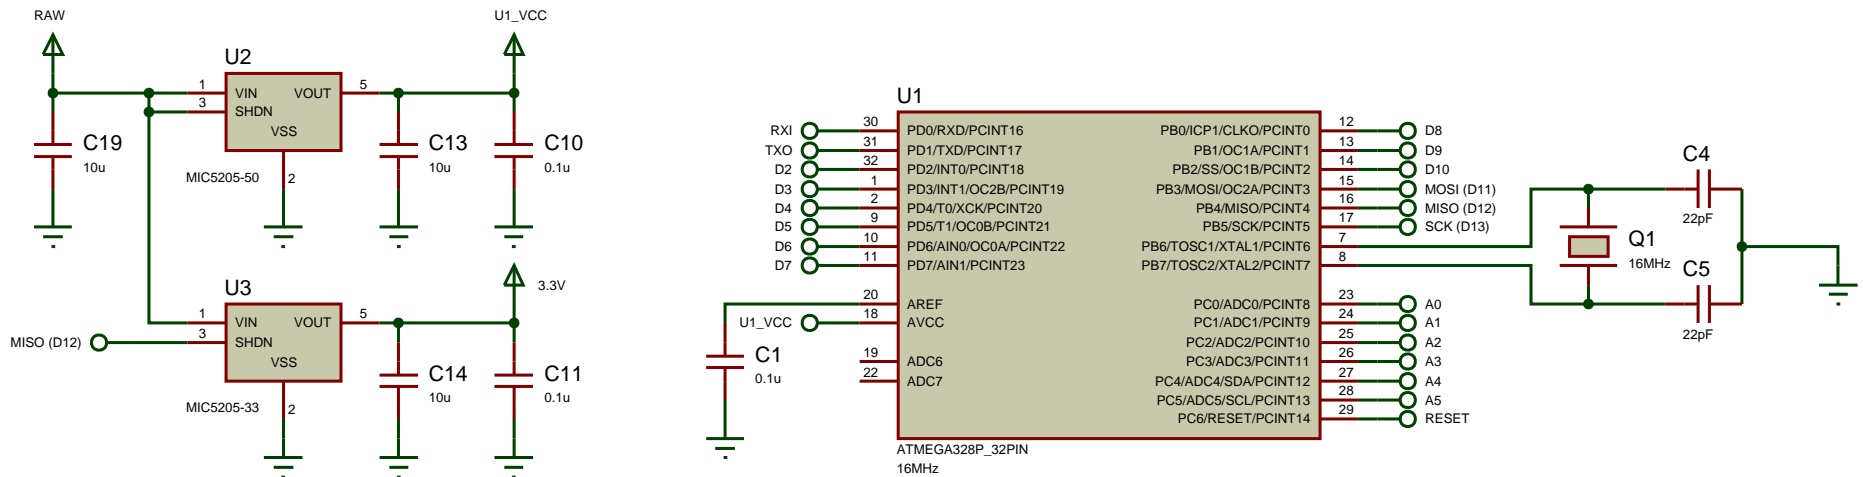 RAW
U1_VCC
U2
1
VIN
VOUT
5
3
SHDN
VSS
2
MIC5205-50
C19
10u
C13
10u
C10
0.1u
U3
3.3V
1
VIN
VOUT
5
MISO (D12)
3
SHDN
VSS
2
MIC5205-33
C14
10u
C11
0.1u
U1
RXI
30
PD0/RXD/PCINT16
TXO
31
PD1/TXD/PCINT17
D2
32
PD2/INT0/PCINT18
D3
1
PD3/INT1/OC2B/PCINT19
D4
2
PD4/T0/XCK/PCINT20
D5
9
PD5/T1/OC0B/PCINT21
D6
10
PD6/AIN0/OC0A/PCINT22
D7
11
PD7/AIN1/PCINT23
20
AREF
U1_VCC
18
AVCC
19
ADC6
22
ADC7
C1
0.1u
PB0/ICP1/CLKO/PCINT0
12
D8
PB1/OC1A/PCINT1
13
D9
PB2/SS/OC1B/PCINT2
14
D10
PB3/MOSI/OC2A/PCINT3
15
MOSI (D11)
PB4/MISO/PCINT4
16
MISO (D12)
PB5/SCK/PCINT5
17
SCK (D13)
PB6/TOSC1/XTAL1/PCINT6
7
PB7/TOSC2/XTAL2/PCINT7
8
PC0/ADC0/PCINT8
23
A0
PC1/ADC1/PCINT9
24
A1
PC2/ADC2/PCINT10
25
A2
PC3/ADC3/PCINT11
26
A3
PC4/ADC4/SDA/PCINT12
27
A4
PC5/ADC5/SCL/PCINT13
28
A5
PC6/RESET/PCINT14
29
RESET
ATMEGA328P_32PIN
16MHz
C4
22pF
Q1
16MHz
C5
22pF